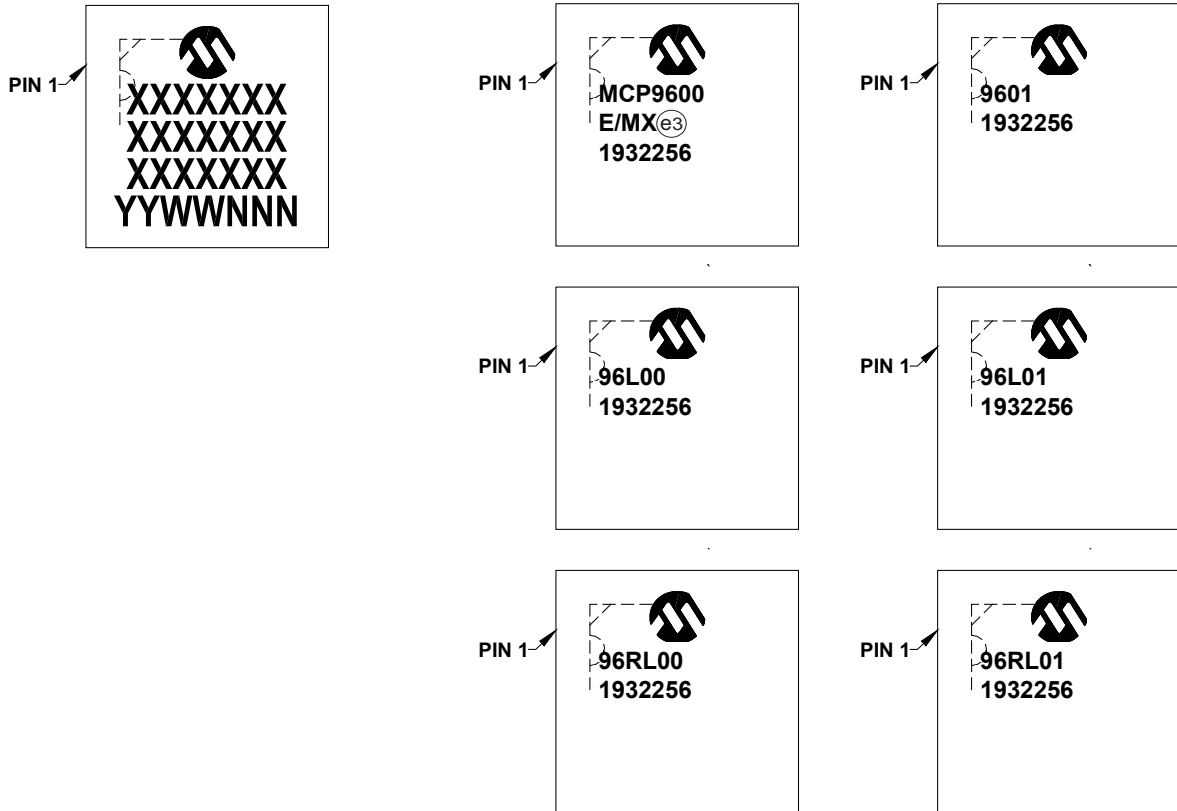 PIN 1
XXXXXXX
XXXXXXX
XXXXXXX
YYWWNNN
PIN 1
MCP9600
E/MX e3
1932256
PIN 1
9601
1932256
PIN 1
96L00
1932256
PIN 1
96L01
1932256
PIN 1
96RL00
1932256
PIN 1
96RL01
1932256